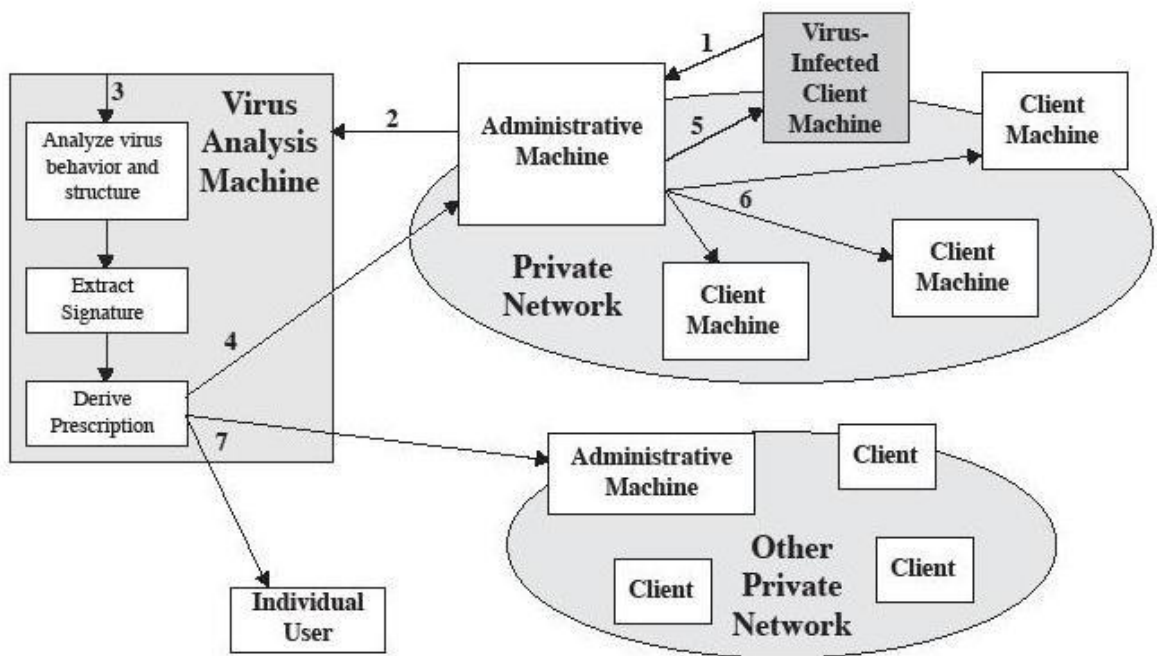 1
Virus-
Infected
Client
Machine
3
Virus
Analysis
Machine
Analyze virus
behavior and
structure
2
Administrative
Machine
5
Client
Machine
6
Client
Machine
Private
Network
Client
Machine
Extract
Signature
4
Derive
Prescription
7
Administrative
Machine
Client
Other
Private
Network
Client
Client
Individual
User